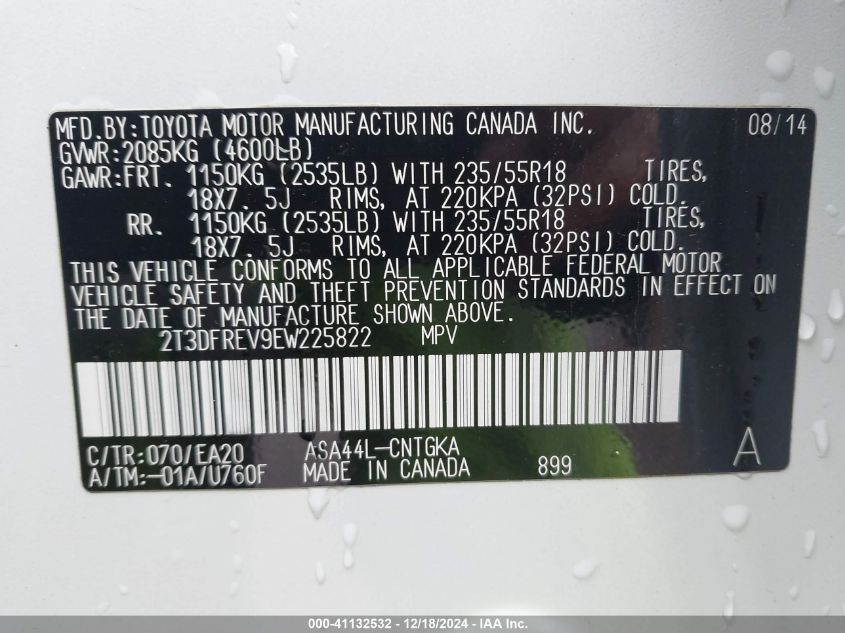 MFD.BY:TOYOTA MOTOR MANUFACTURING CANADA INC. 08/14
GVWR:2085KG (4600LB)
GAWR:FRT. 1150KG (2535LB) WITH 235/55R18 TIRES,
18X7. 5J RIMS, AT 220KPA (32PSI) COLD.
RR. 1150KG (2535LB) WITH 235/55R18 TIRES,
18X7. 5J RIMS, AT 220KPA (32PSI) COLD.
THIS VEHICLE CONFORMS TO ALL APPLICABLE FEDERAL MOTOR
VEHICLE SAFETY AND THEFT PREVENTION STANDARDS IN EFFECT ON
THE DATE OF MANUFACTURE SHOWN ABOVE.
2T3DFREV9EW225822 MPV
C/TR:070/EA20 ASA44L-CNTGKA
A/TM:-01A/U760F MADE IN CANADA 899 A
000-41132532 - 12/18/2024 - IAA Inc.